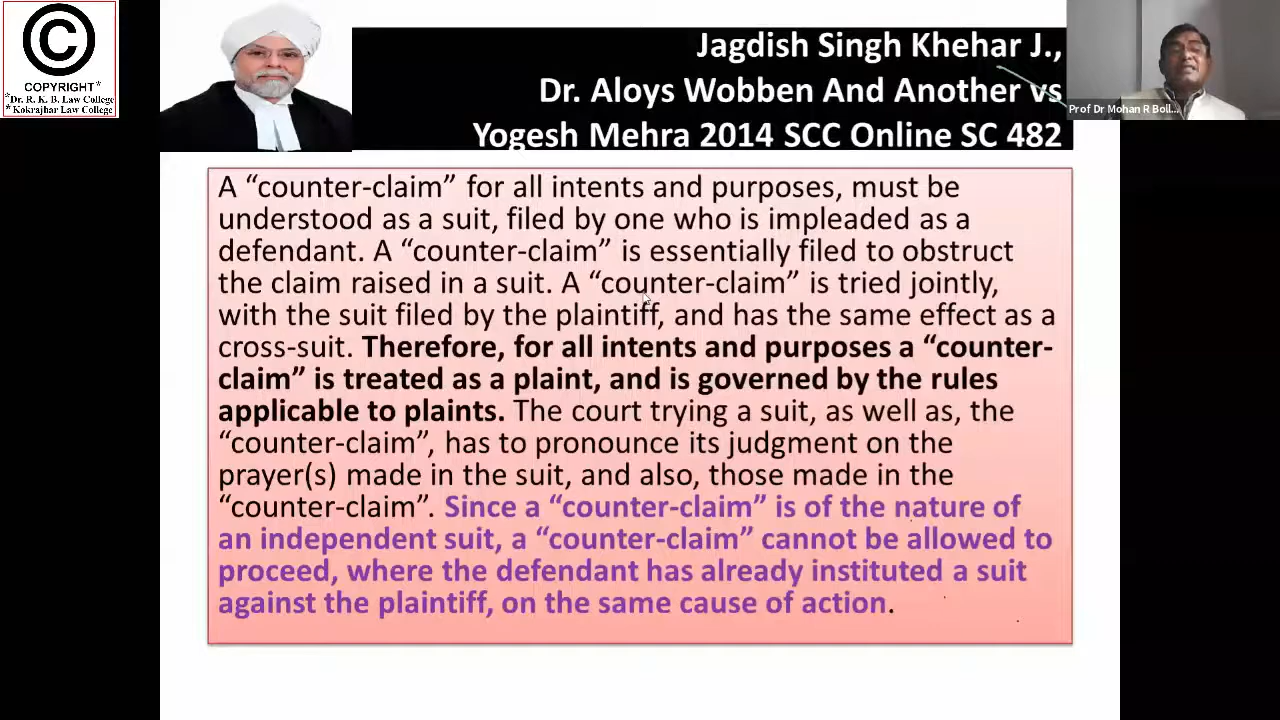 ©
COPYRIGHT*
*Dr. R. K. B. Law College
*Kokrajhar Law College
Jagdish Singh Khehar J.,
Dr. Aloys Wobben And Another vs
Yogesh Mehra 2014 SCC Online SC 482
Prof Dr Mohan R Boll...
A “counter-claim” for all intents and purposes, must be
understood as a suit, filed by one who is impleaded as a
defendant. A “counter-claim” is essentially filed to obstruct
the claim raised in a suit. A “counter-claim” is tried jointly,
with the suit filed by the plaintiff, and has the same effect as a
cross-suit. Therefore, for all intents and purposes a “counter-
claim” is treated as a plaint, and is governed by the rules
applicable to plaints. The court trying a suit, as well as, the
“counter-claim”, has to pronounce its judgment on the
prayer(s) made in the suit, and also, those made in the
“counter-claim”. Since a “counter-claim” is of the nature of
an independent suit, a “counter-claim” cannot be allowed to
proceed, where the defendant has already instituted a suit
against the plaintiff, on the same cause of action.